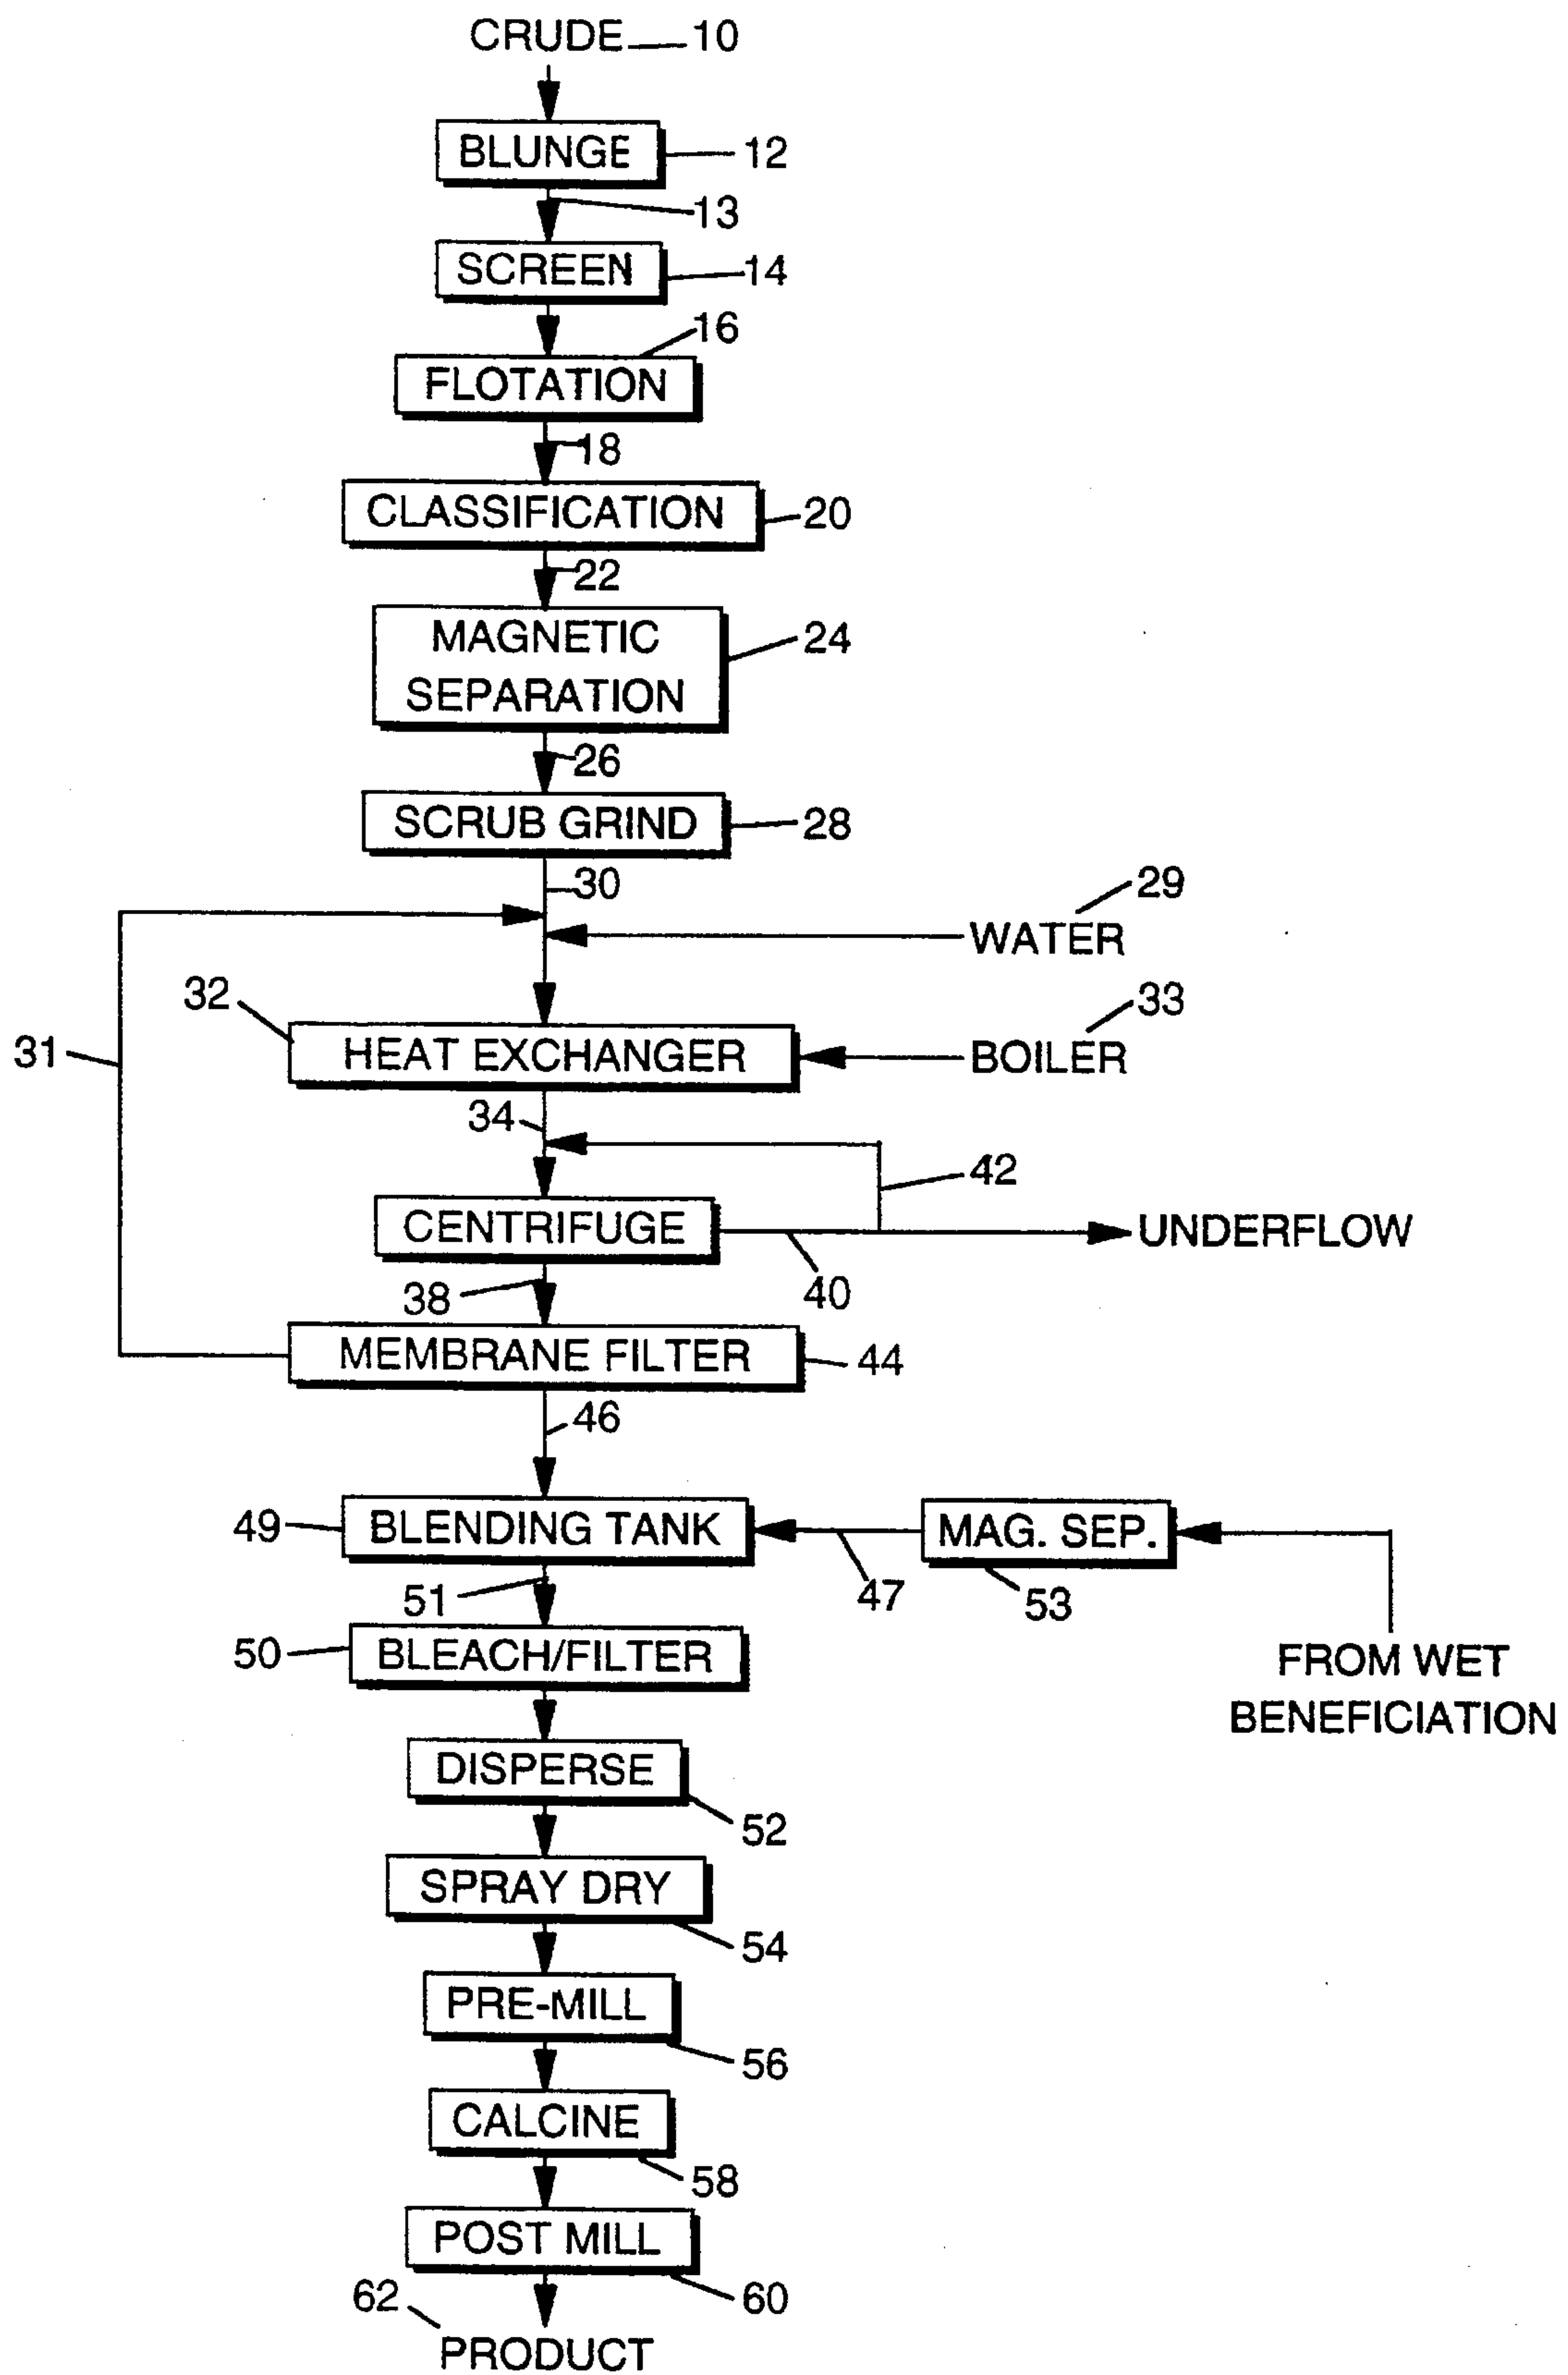 CRUDE 10
BLUNGE 12
13
SCREEN 14
16
FLOTATION
18
CLASSIFICATION 20
22
MAGNETIC
SEPARATION
24
26
SCRUB GRIND 28
30
29
WATER
32
33
31
HEAT EXCHANGER
BOILER
34
42
CENTRIFUGE
UNDERFLOW
38
40
MEMBRANE FILTER 44
46
49 BLENDING TANK
MAG. SEP.
51
47
53
50 BLEACH/FILTER
FROM WET
BENEFICIATION
DISPERSE
52
SPRAY DRY
54
PRE-MILL
56
CALCINE
58
POST MILL
60
62
PRODUCT